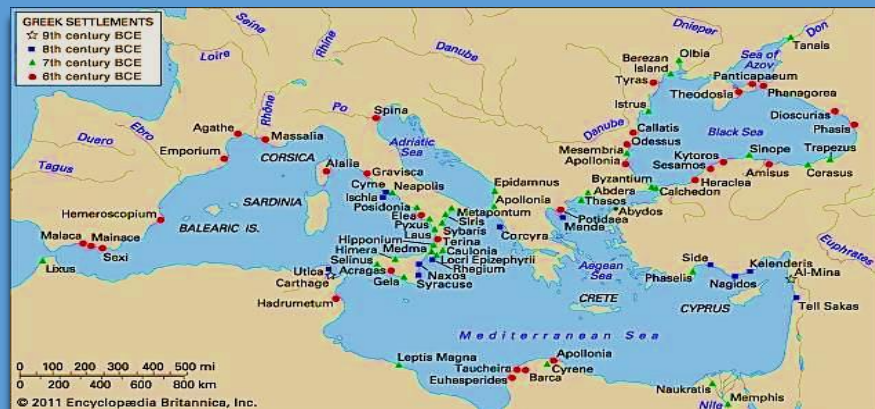 GREEK SETTLEMENTS
9th century BCE
8th century BCE
7th century BCE
6th century BCE
Seine
Loire
Rhine
Rhône
Danube
Dnieper
Don
Tanais
Olbia
Berezan
Island
Sea of
Azov
Tyras
Panticapaeum
Theodosia
Phanagorea
Istrus
Dioscurias
Phasis
Danube
Callatis
Odessus
Black Sea
Mesembria
Apollonia
Kytoros
Sesamos
Sinope
Trapezus
Byzantium
Heraclea
Amisus
Cerasus
Calchedon
Po
Spina
Agathe
Massalia
Emporium
Ebro
Duero
Tagus
CORSICA
Alalia
Gravisca
Adriatic
Sea
Cyme
Neapolis
Ischia
Posidonia
Elea
Pyxus
Laus
Metapontum
Siris
Sybaris
Terina
Epidamnus
Apollonia
Abdera
Thasos
Abydos
Potidaea
Manda
Corcyra
SARDINIA
BALEARIC IS.
Hemeroscopium
Malaca
Mainace
Sexi
Lixus
Hipponium
Medma
Himera
Caulonia
Locri Epizephyrii
Rhegium
Selinus
Acragas
Gela
Naxos
Syracuse
Utica
Carthage
Hadrumetum
Aegean
Sea
CRETE
Side
Phaselis
Kelenderis
Nagidos
CYPRUS
Al-Mina
Euphrates
Tell Sakas
Mediterranean Sea
Leptis Magna
Taucheira
Euhesperides
Barca
Apollonia
Cyrene
Naukratis
Memphis
Nile
0 100 200 300 400 500 mi
0 200 400 600 800 km
© 2011 Encyclopædia Britannica, Inc.